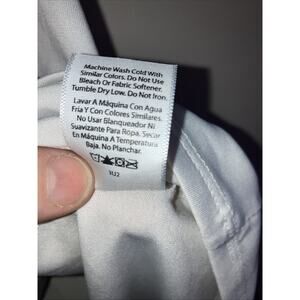 Machine Wash Cold With
Similar Colors. Do Not Use
Bleach Or Fabric Softener.
Tumble Dry Low. Do Not Iron.
Lavar A Máquina Con Agua
Fría Y Con Colores Similares.
No Usar Blanqueador Ni
Suavizante Para Ropa. Secar
En Máquina A Temperatura
Baja. No Planchar.